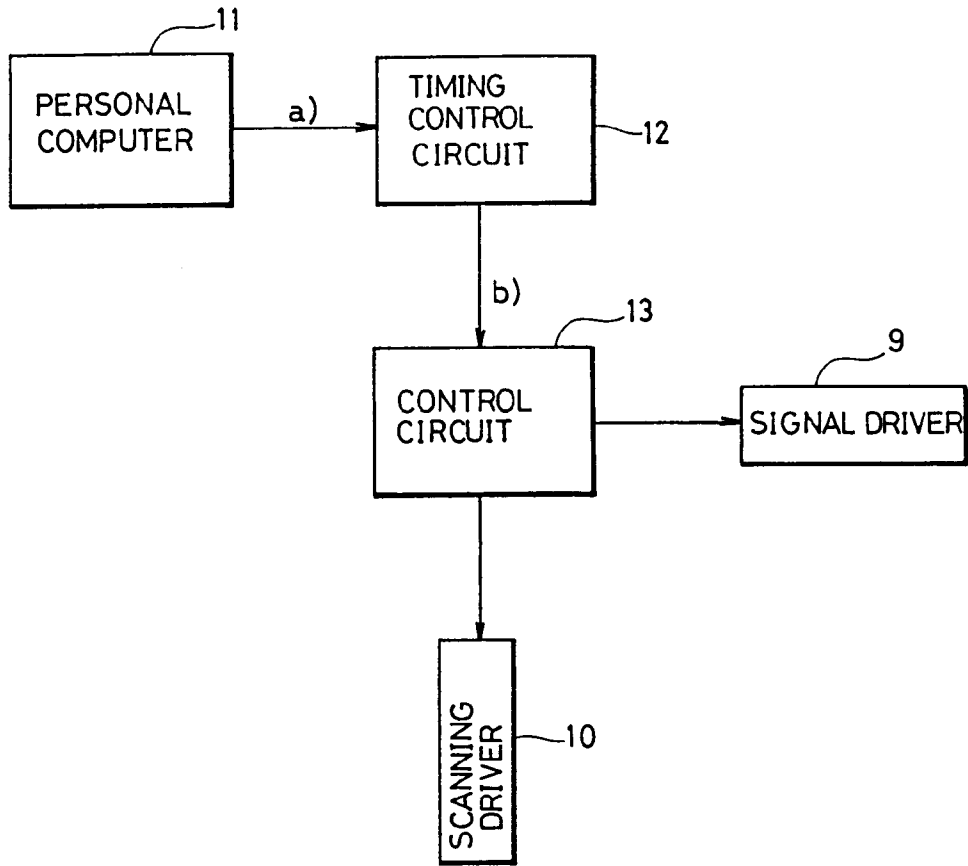 11
PERSONAL
COMPUTER
a)
TIMING
CONTROL
CIRCUIT
12
b)
13
CONTROL
CIRCUIT
9
SIGNAL DRIVER
SCANNING
DRIVER
10